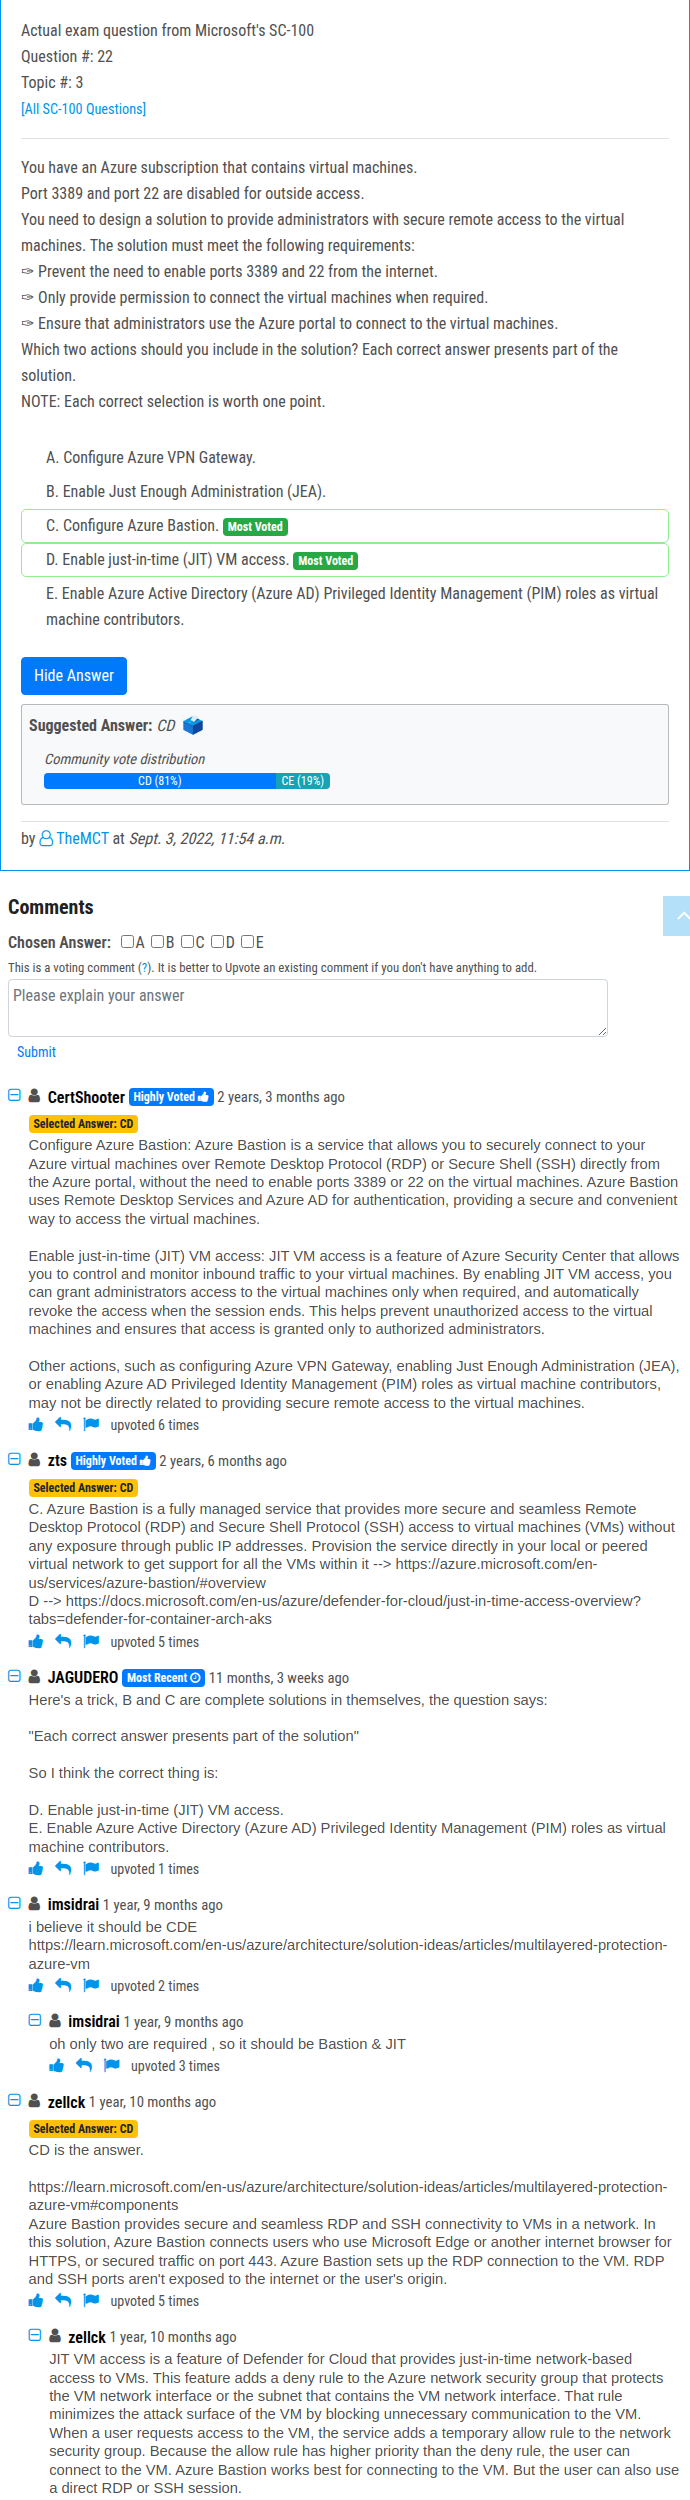 Actual exam question from Microsoft's SC-100
Question #: 22
Topic #: 3
[All SC-100 Questions]
You have an Azure subscription that contains virtual machines.
Port 3389 and port 22 are disabled for outside access.
You need to design a solution to provide administrators with secure remote access to the virtual
machines. The solution must meet the following requirements:
✑ Prevent the need to enable ports 3389 and 22 from the internet.
✑ Only provide permission to connect the virtual machines when required.
✑ Ensure that administrators use the Azure portal to connect to the virtual machines.
Which two actions should you include in the solution? Each correct answer presents part of the
solution.
NOTE: Each correct selection is worth one point.
A. Configure Azure VPN Gateway.
B. Enable Just Enough Administration (JEA).
C. Configure Azure Bastion. Most Voted
D. Enable just-in-time (JIT) VM access. Most Voted
E. Enable Azure Active Directory (Azure AD) Privileged Identity Management (PIM) roles as virtual
machine contributors.
Hide Answer
Suggested Answer: CD
Community vote distribution
CD (81%) CE (19%)
by TheMCT at Sept. 3, 2022, 11:54 a.m.
Comments
Chosen Answer: A B C D E
This is a voting comment (?). It is better to Upvote an existing comment if you don't have anything to add.
Please explain your answer
Submit
CertShooter Highly Voted 2 years, 3 months ago
Selected Answer: CD
Configure Azure Bastion: Azure Bastion is a service that allows you to securely connect to your
Azure virtual machines over Remote Desktop Protocol (RDP) or Secure Shell (SSH) directly from
the Azure portal, without the need to enable ports 3389 or 22 on the virtual machines. Azure Bastion
uses Remote Desktop Services and Azure AD for authentication, providing a secure and convenient
way to access the virtual machines.
Enable just-in-time (JIT) VM access: JIT VM access is a feature of Azure Security Center that allows
you to control and monitor inbound traffic to your virtual machines. By enabling JIT VM access, you
can grant administrators access to the virtual machines only when required, and automatically
revoke the access when the session ends. This helps prevent unauthorized access to the virtual
machines and ensures that access is granted only to authorized administrators.
Other actions, such as configuring Azure VPN Gateway, enabling Just Enough Administration (JEA),
or enabling Azure AD Privileged Identity Management (PIM) roles as virtual machine contributors,
may not be directly related to providing secure remote access to the virtual machines.
upvoted 6 times
zts Highly Voted 2 years, 6 months ago
Selected Answer: CD
C. Azure Bastion is a fully managed service that provides more secure and seamless Remote
Desktop Protocol (RDP) and Secure Shell Protocol (SSH) access to virtual machines (VMs) without
any exposure through public IP addresses. Provision the service directly in your local or peered
virtual network to get support for all the VMs within it --> https://azure.microsoft.com/en-
us/services/azure-bastion/#overview
D --> https://docs.microsoft.com/en-us/azure/defender-for-cloud/just-in-time-access-overview?
tabs=defender-for-container-arch-aks
upvoted 5 times
JAGUDERO Most Recent 11 months, 3 weeks ago
Here's a trick, B and C are complete solutions in themselves, the question says:
"Each correct answer presents part of the solution"
So I think the correct thing is:
D. Enable just-in-time (JIT) VM access.
E. Enable Azure Active Directory (Azure AD) Privileged Identity Management (PIM) roles as virtual
machine contributors.
upvoted 1 times
imsidrai 1 year, 9 months ago
i believe it should be CDE
https://learn.microsoft.com/en-us/azure/architecture/solution-ideas/articles/multilayered-protection-
azure-vm
upvoted 2 times
imsidrai 1 year, 9 months ago
oh only two are required , so it should be Bastion & JIT
upvoted 3 times
zellck 1 year, 10 months ago
Selected Answer: CD
CD is the answer.
https://learn.microsoft.com/en-us/azure/architecture/solution-ideas/articles/multilayered-protection-
azure-vm#components
Azure Bastion provides secure and seamless RDP and SSH connectivity to VMs in a network. In
this solution, Azure Bastion connects users who use Microsoft Edge or another internet browser for
HTTPS, or secured traffic on port 443. Azure Bastion sets up the RDP connection to the VM. RDP
and SSH ports aren't exposed to the internet or the user's origin.
upvoted 5 times
zellck 1 year, 10 months ago
JIT VM access is a feature of Defender for Cloud that provides just-in-time network-based
access to VMs. This feature adds a deny rule to the Azure network security group that protects
the VM network interface or the subnet that contains the VM network interface. That rule
minimizes the attack surface of the VM by blocking unnecessary communication to the VM.
When a user requests access to the VM, the service adds a temporary allow rule to the network
security group. Because the allow rule has higher priority than the deny rule, the user can
connect to the VM. Azure Bastion works best for connecting to the VM. But the user can also use
a direct RDP or SSH session.